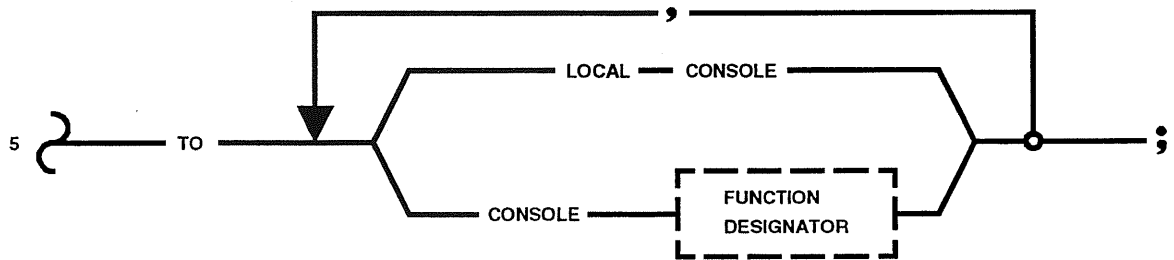 ,
LOCAL CONSOLE
5 TO ;
CONSOLE FUNCTION
DESIGNATOR